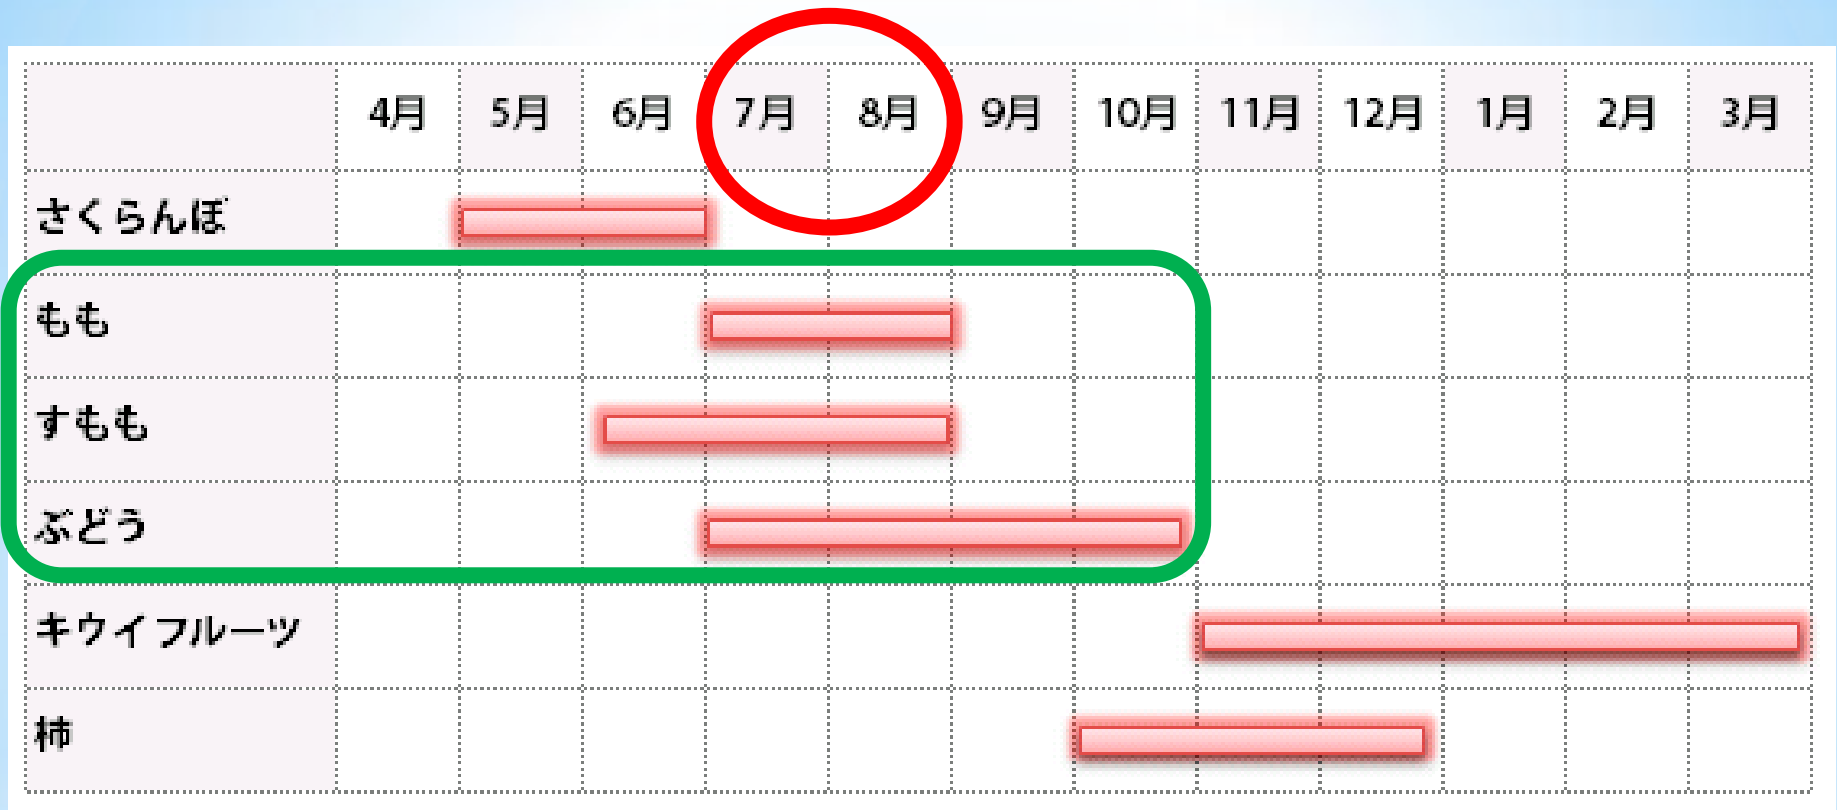 4月 5月 6月 7月 8月 9月 10月 11月 12月 1月 2月 3月
さくらんぼ
もも
すもも
ぶどう
キウイフルーツ
柿